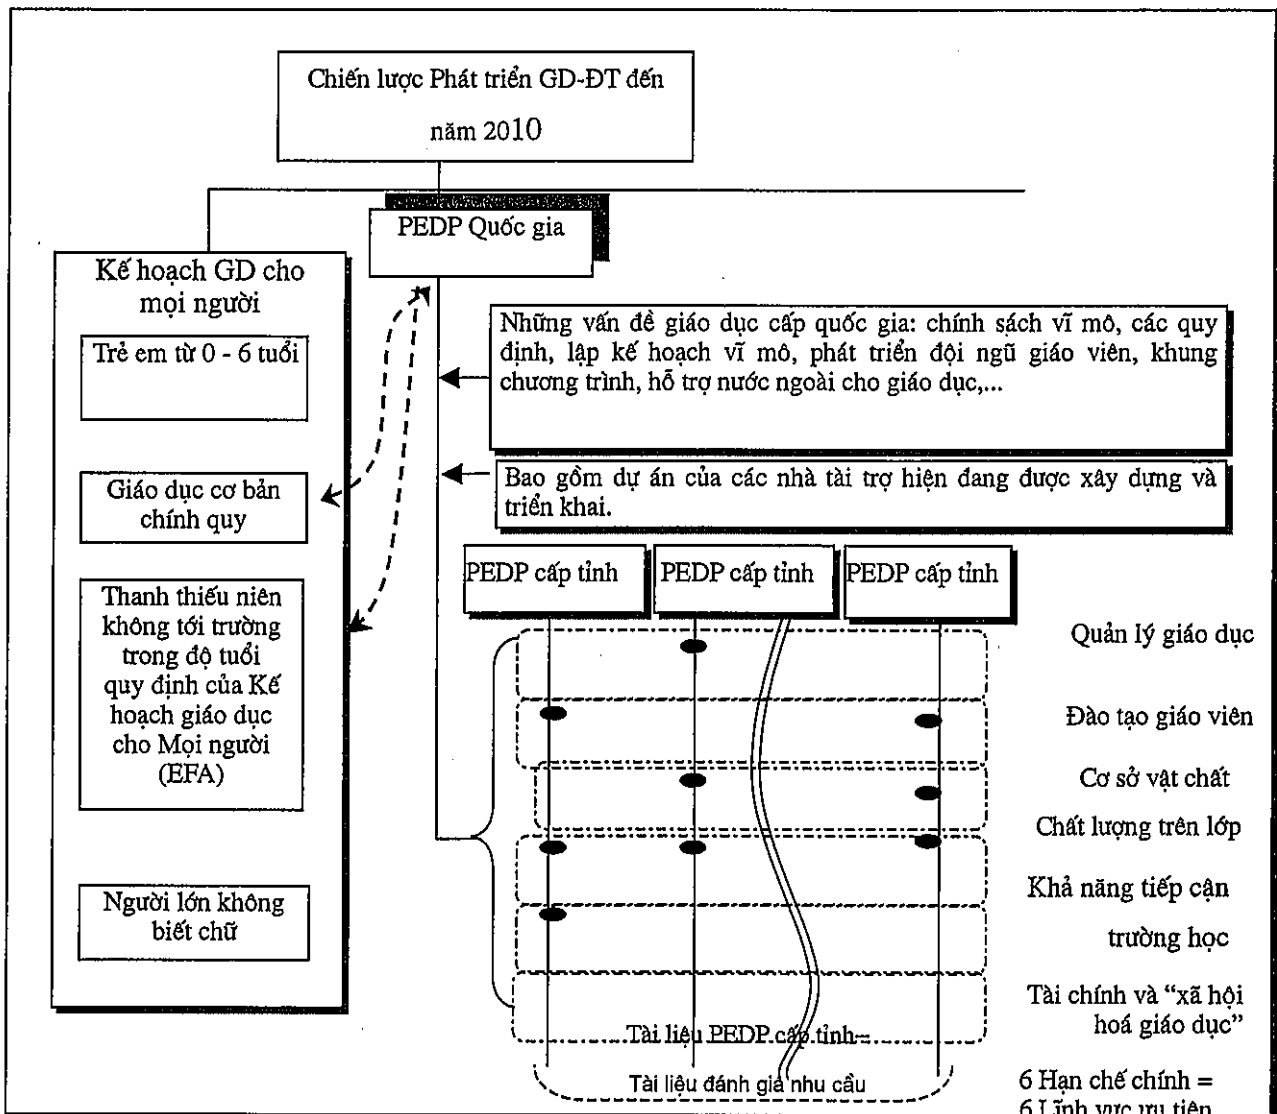 Chiến lược Phát triển GD-ĐT đến
năm 2010
PEDP Quốc gia
Kế hoạch GD cho
mọi người
Trẻ em từ 0 - 6 tuổi
Giáo dục cơ bản
chính quy
Thanh thiếu niên
không tới trường
trong độ tuổi
quy định của Kế
hoạch giáo dục
cho Mọi người
(EFA)
Người lớn không
biết chữ
Những vấn đề giáo dục cấp quốc gia: chính sách vĩ mô, các quy
định, lập kế hoạch vĩ mô, phát triển đội ngũ giáo viên, khung
chương trình, hỗ trợ nước ngoài cho giáo dục,...
Bao gồm dự án của các nhà tài trợ hiện đang được xây dựng và
triển khai.
PEDP cấp tỉnh
PEDP cấp tỉnh
PEDP cấp tỉnh
Quản lý giáo dục
Đào tạo giáo viên
Cơ sở vật chất
Chất lượng trên lớp
Khả năng tiếp cận
trường học
Tài chính và “xã hội
hoá giáo dục”
Tài liệu PEDP cấp tỉnh
Tài liệu đánh giá nhu cầu
6 Hạn chế chính =
6 Lĩnh vực ưu tiên